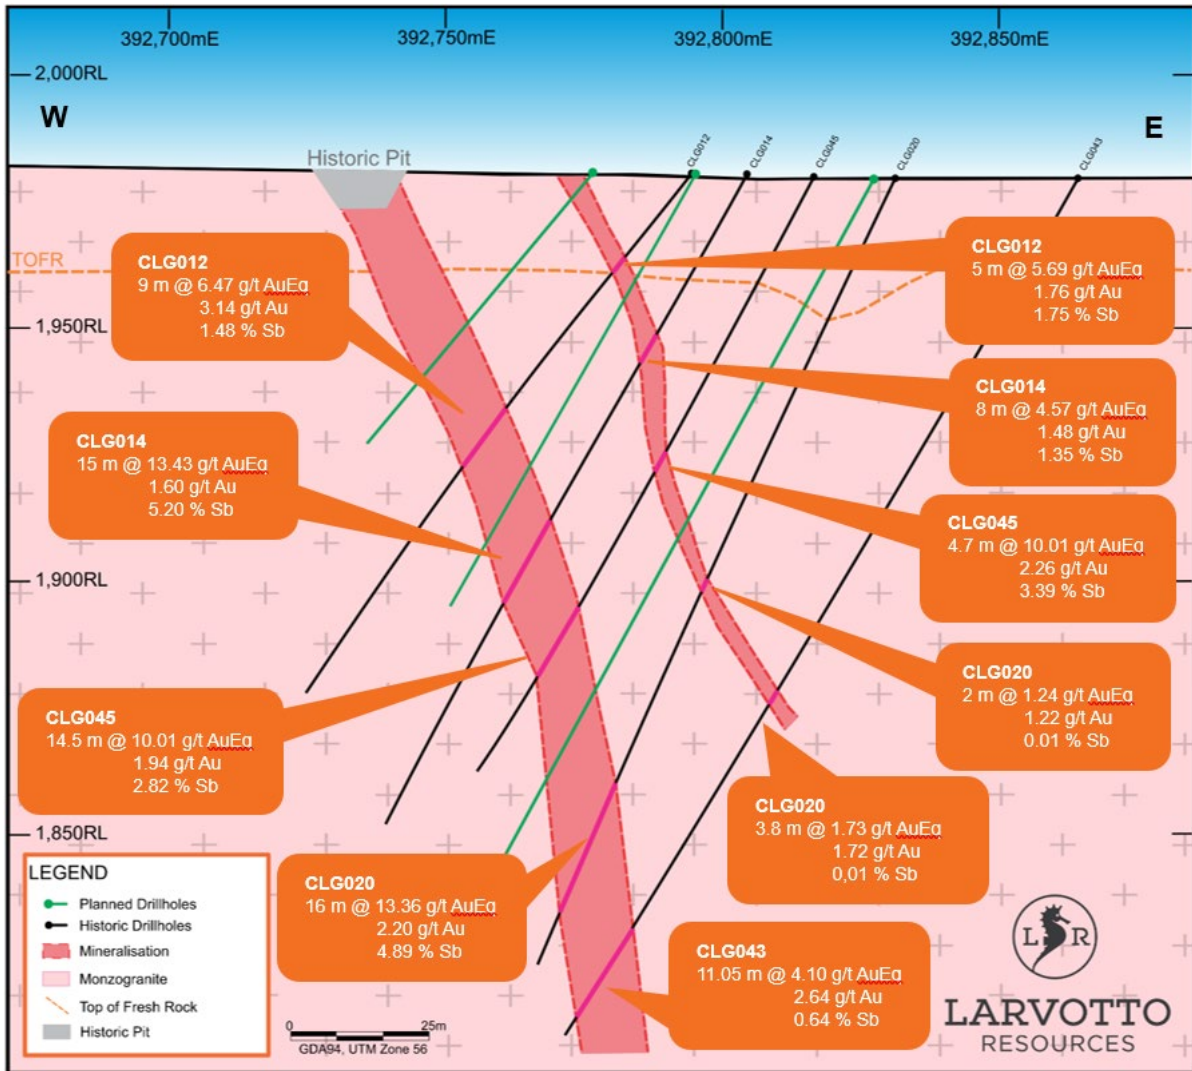 392,700mE
392,750mE
392,800mE
392,850mE
2,000RL
W
E
Historic Pit
CLG012
CLG014
CLG045
CLG020
CLG043
TOFR
1,950RL
1,900RL
1,850RL
CLG012
9 m @ 6.47 g/t AuEq
3.14 g/t Au
1.48 % Sb
CLG014
15 m @ 13.43 g/t AuEq
1.60 g/t Au
5.20 % Sb
CLG045
14.5 m @ 10.01 g/t AuEq
1.94 g/t Au
2.82 % Sb
CLG020
16 m @ 13.36 g/t AuEq
2.20 g/t Au
4.89 % Sb
CLG012
5 m @ 5.69 g/t AuEq
1.76 g/t Au
1.75 % Sb
CLG014
8 m @ 4.57 g/t AuEq
1.48 g/t Au
1.35 % Sb
CLG045
4.7 m @ 10.01 g/t AuEq
2.26 g/t Au
3.39 % Sb
CLG020
2 m @ 1.24 g/t AuEq
1.22 g/t Au
0.01 % Sb
CLG020
3.8 m @ 1.73 g/t AuEq
1.72 g/t Au
0,01 % Sb
CLG043
11.05 m @ 4.10 g/t AuEq
2.64 g/t Au
0.64 % Sb
LEGEND
Planned Drillholes
Historic Drillholes
Mineralisation
Monzogranite
Top of Fresh Rock
Historic Pit
0 25m
GDA94, UTM Zone 56
L R
LARVOTTO
RESOURCES